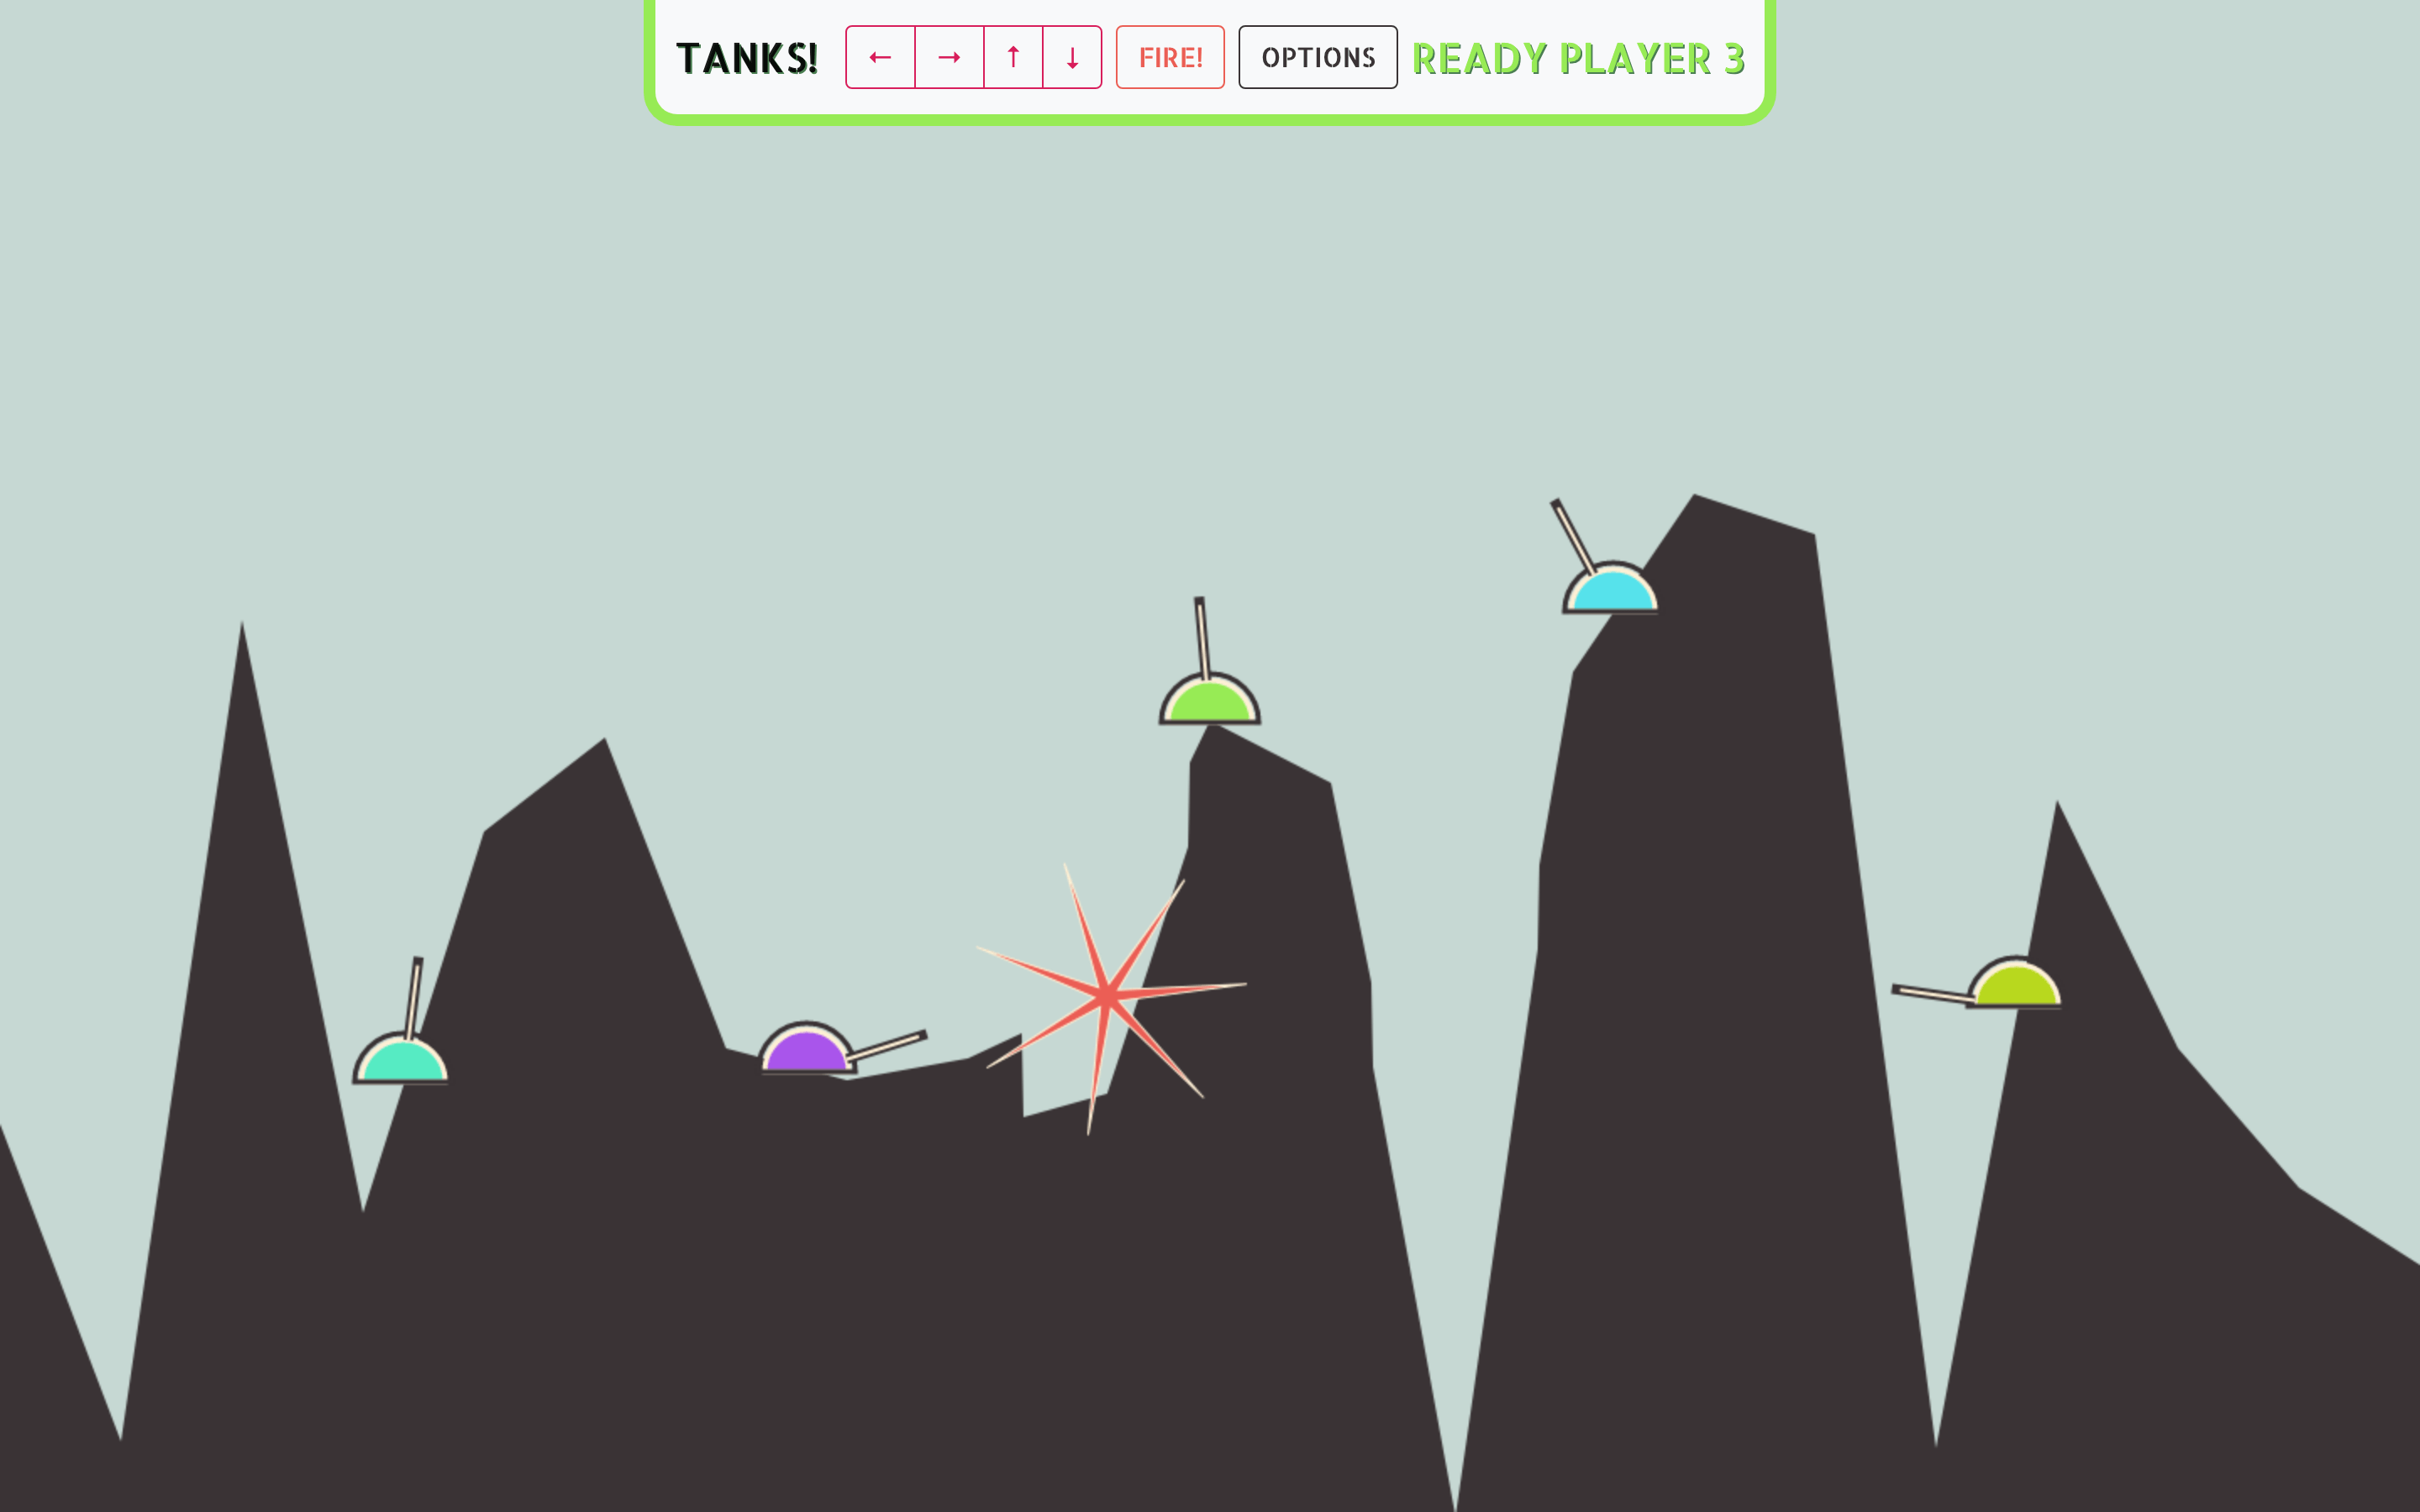 TANKS! ← → ↑ ↓ FIRE! OPTIONS READY PLAYER 3